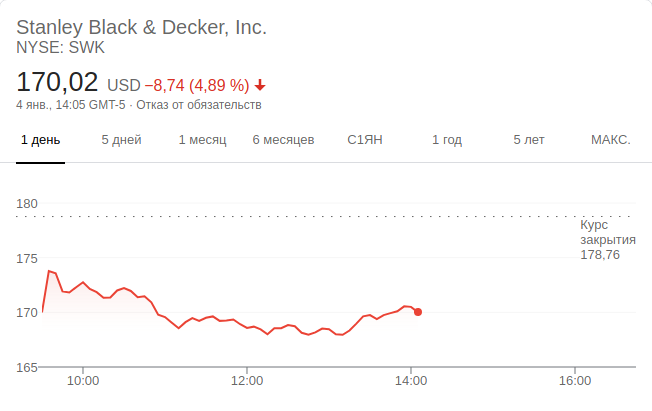 Stanley Black & Decker, Inc.
NYSE: SWK
170,02 USD −8,74 (4,89 %)
4 янв., 14:05 GMT-5 · Отказ от обязательств
1 день 5 дней 1 месяц 6 месяцев С1ЯН 1 год 5 лет МАКС.
180
Курс
закрытия
178,76
175
170
165
10:00 12:00 14:00 16:00